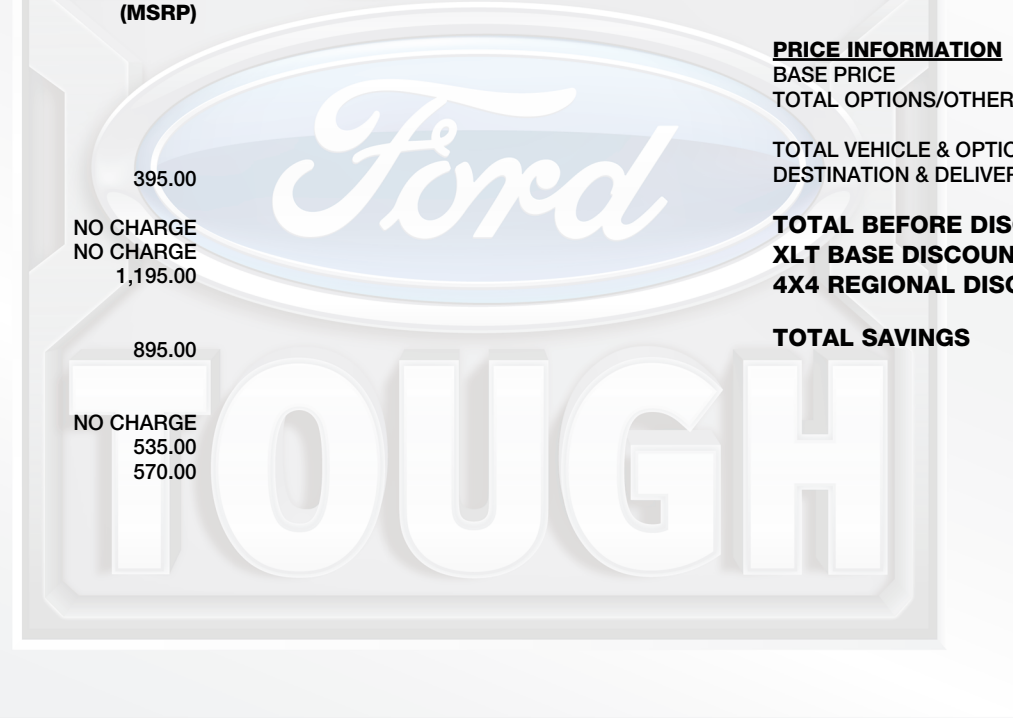 (MSRP)
395.00
NO CHARGE
NO CHARGE
1,195.00
895.00
NO CHARGE
535.00
570.00
PRICE INFORMATION
BASE PRICE
TOTAL OPTIONS/OTHER
TOTAL VEHICLE & OPTIO
DESTINATION & DELIVER
TOTAL BEFORE DIS
XLT BASE DISCOUN
4X4 REGIONAL DISC
TOTAL SAVINGS
Ford
TOUGH